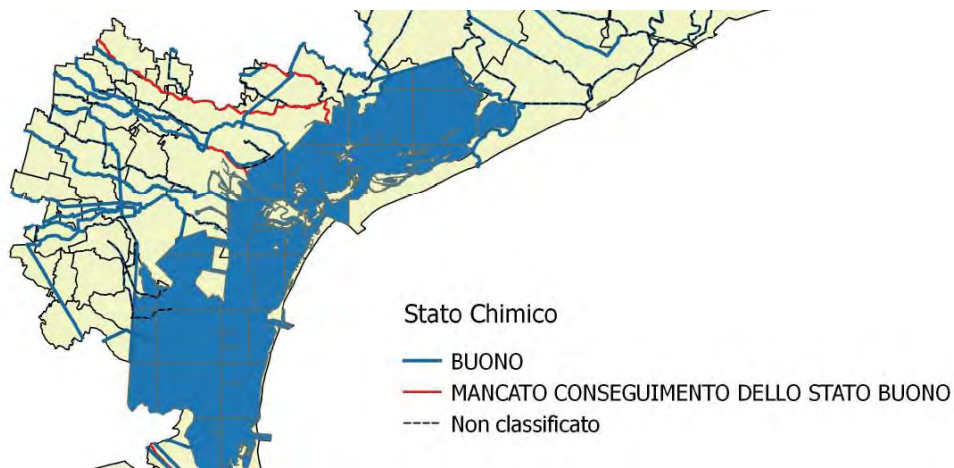 Stato Chimico
BUONO
MANCATO CONSEGUIMENTO DELLO STATO BUONO
Non classificato